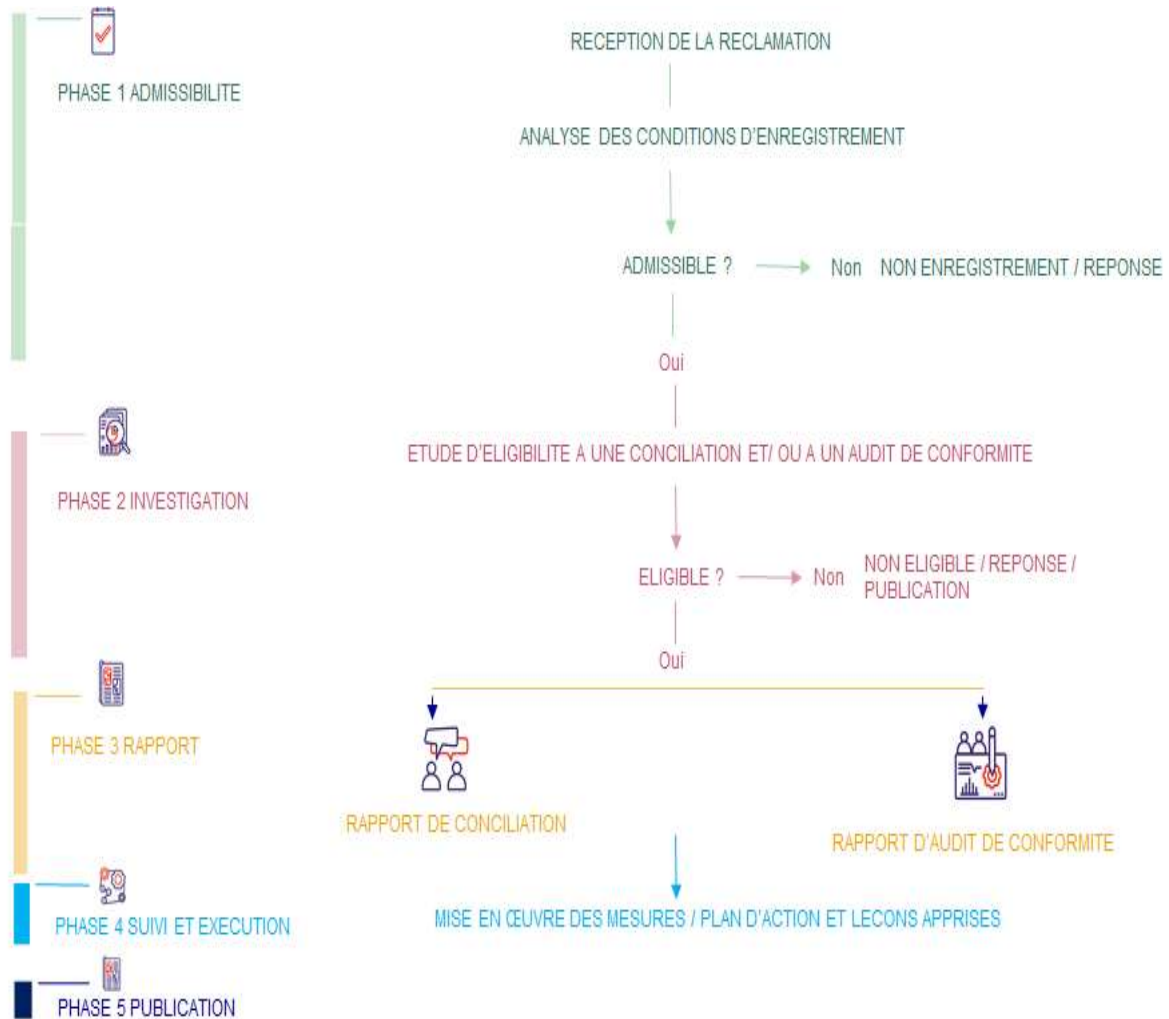 RECEPTION DE LA RECLAMATION
PHASE 1 ADMISSIBILITE
ANALYSE DES CONDITIONS D'ENREGISTREMENT
ADMISSIBLE ? Non NON ENREGISTREMENT / REPONSE
Oui
ETUDE D'ELIGIBILITE A UNE CONCILIATION ET/ OU A UN AUDIT DE CONFORMITE
PHASE 2 INVESTIGATION
ELIGIBLE ? Non NON ELIGIBLE / REPONSE /
PUBLICATION
Oui
PHASE 3 RAPPORT
RAPPORT DE CONCILIATION
RAPPORT D'AUDIT DE CONFORMITE
PHASE 4 SUIVI ET EXECUTION
MISE EN ŒUVRE DES MESURES / PLAN D'ACTION ET LECONS APPRISES
PHASE 5 PUBLICATION